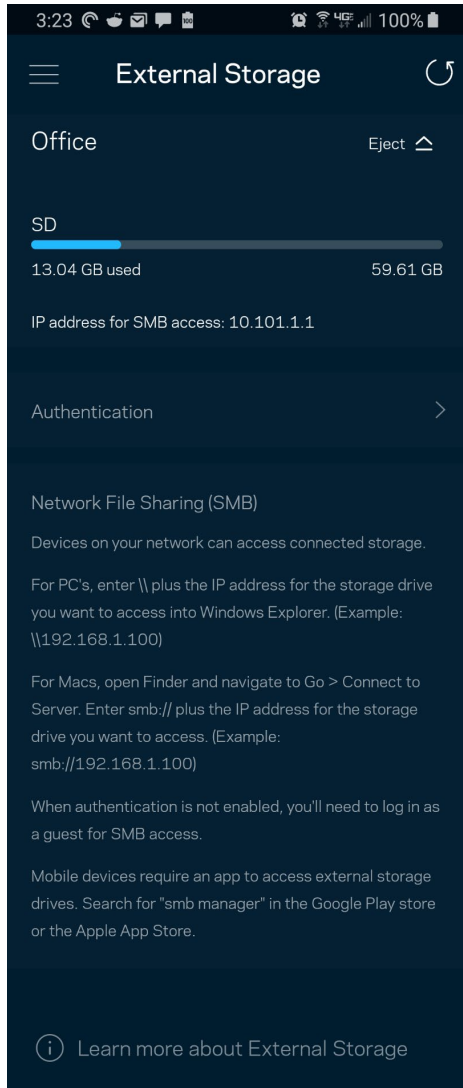 3:23 100%
External Storage
Office Eject
SD
13.04 GB used 59.61 GB
IP address for SMB access: 10.101.1.1
Authentication
Network File Sharing (SMB)
Devices on your network can access connected storage.
For PC's, enter \\ plus the IP address for the storage drive
you want to access into Windows Explorer. (Example:
\\192.168.1.100)
For Macs, open Finder and navigate to Go > Connect to
Server. Enter smb:// plus the IP address for the storage
drive you want to access. (Example:
smb://192.168.1.100)
When authentication is not enabled, you'll need to log in as
a guest for SMB access.
Mobile devices require an app to access external storage
drives. Search for "smb manager" in the Google Play store
or the Apple App Store.
Learn more about External Storage